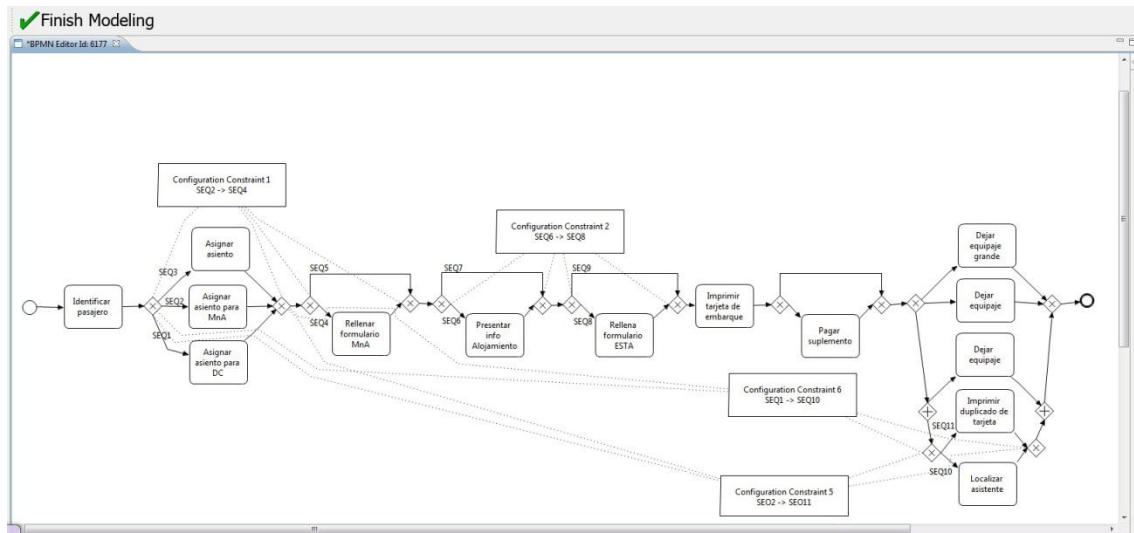 Finish Modeling
*BPMN Editor Id: 6177
Configuration Constraint 1
SEQ2 -> SEQ4
Configuration Constraint 2
SEQ6 -> SEQ8
Dejar
equipaje
grande
Asignar
asiento
SEQ3
SEQ5
SEQ7
SEQ9
Identificar
pasajero
SEQ2
Asignar
asiento para
MnA
Imprimir
tarjeta de
embarque
Dejar
equipaje
SEQ4
Rellenar
formulario
MnA
SEQ6
Presentar
info
Alojamiento
SEQ8
Rellena
formulario
ESTA
Pagar
suplemento
SEQ1
Asignar
asiento para
DC
Dejar
equipaje
Configuration Constraint 6
SEQ1 -> SEQ10
Imprimir
duplicado de
tarjeta
SEQ11
SEQ10
Localizar
asistente
Configuration Constraint 5
SEQ2 -> SEQ11